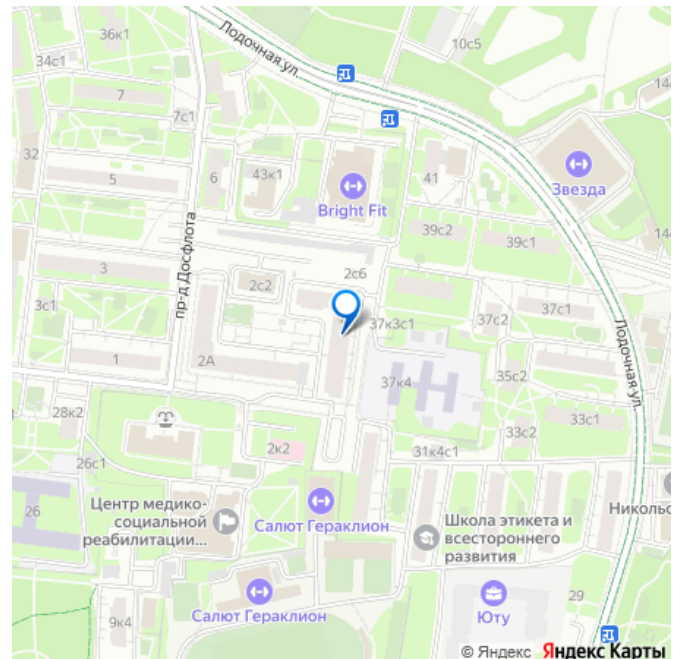 36к1
Лодочная ул.
10с5
34с1
7
7с1
14
32
5
6
43к1
Bright Fit
41
Звезда
39с2
39с1
14
пр-д Досфлота
3
2с2
2с6
3с1
37к3с1
37с2
37с1
Лодочная ул.
1
2А
37к4
35с2
28к2
33с2
33с1
2к2
31к4с1
26с1
26
Центр медико-
социальной
реабилитации...
Салют Гераклион
Школа этикета и
всестороннего
развития
Никольс
Салют Гераклион
Юту
29
9к4
© Яндекс Яндекс Карты